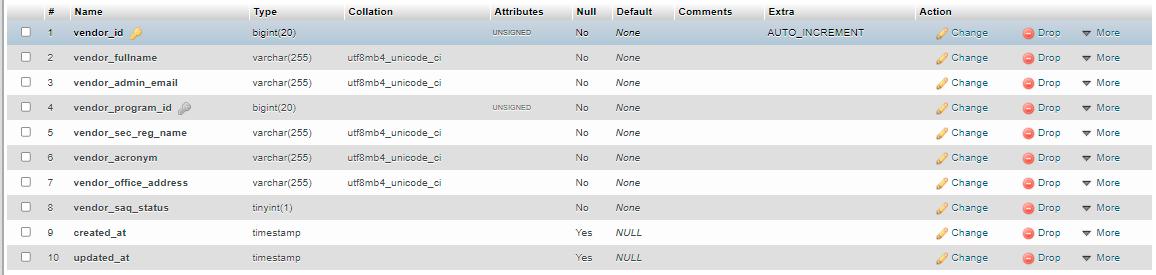 # Name Type Collation Attributes Null Default Comments Extra Action
1 vendor_id bigint(20) UNSIGNED No None AUTO_INCREMENT Change Drop More
2 vendor_fullname varchar(255) utf8mb4_unicode_ci No None Change Drop More
3 vendor_admin_email varchar(255) utf8mb4_unicode_ci No None Change Drop More
4 vendor_program_id bigint(20) UNSIGNED No None Change Drop More
5 vendor_sec_reg_name varchar(255) utf8mb4_unicode_ci No None Change Drop More
6 vendor_acronym varchar(255) utf8mb4_unicode_ci No None Change Drop More
7 vendor_office_address varchar(255) utf8mb4_unicode_ci No None Change Drop More
8 vendor_saq_status tinyint(1) No None Change Drop More
9 created_at timestamp Yes NULL Change Drop More
10 updated_at timestamp Yes NULL Change Drop More